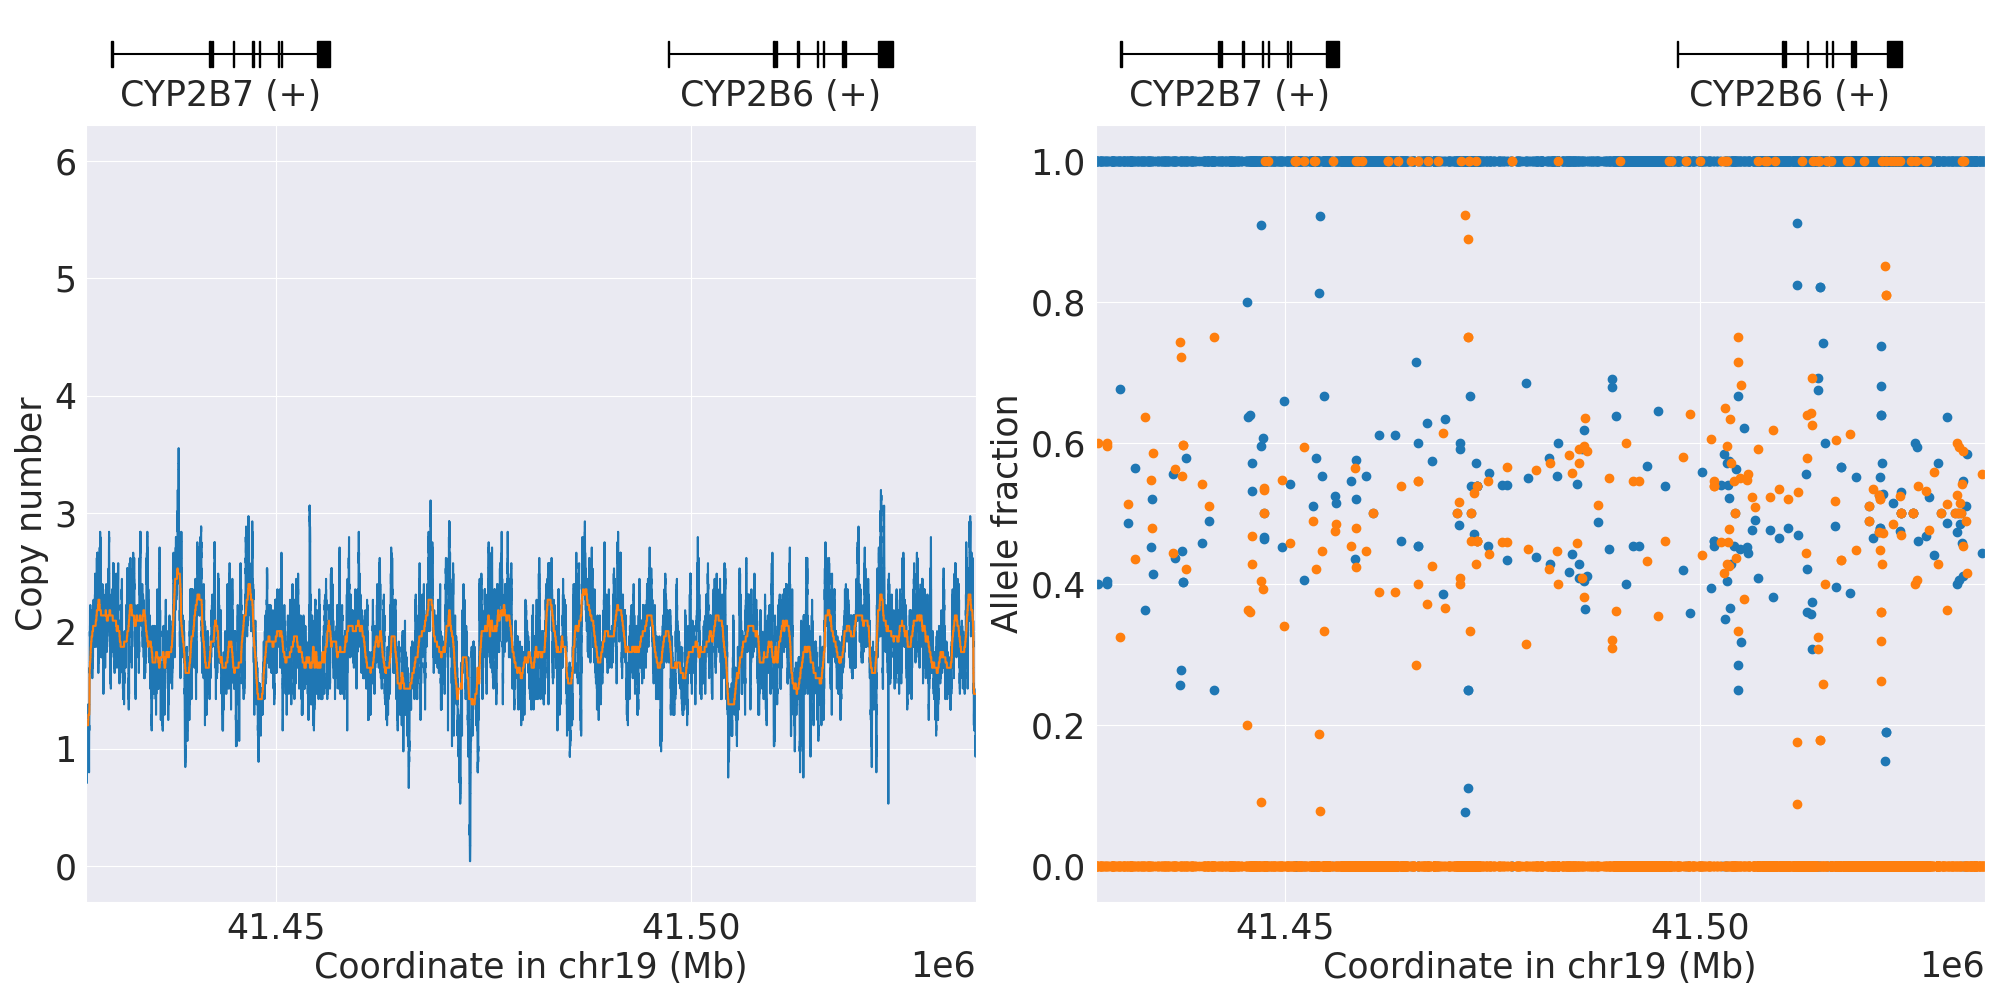 CYP2B7 (+)
CYP2B6 (+)
CYP2B7 (+)
CYP2B6 (+)
6
5
4
3
2
1
0
Copy number
41.45
41.50
Coordinate in chr19 (Mb)
1e6
1.0
0.8
0.6
0.4
0.2
0.0
Allele fraction
41.45
41.50
Coordinate in chr19 (Mb)
1e6